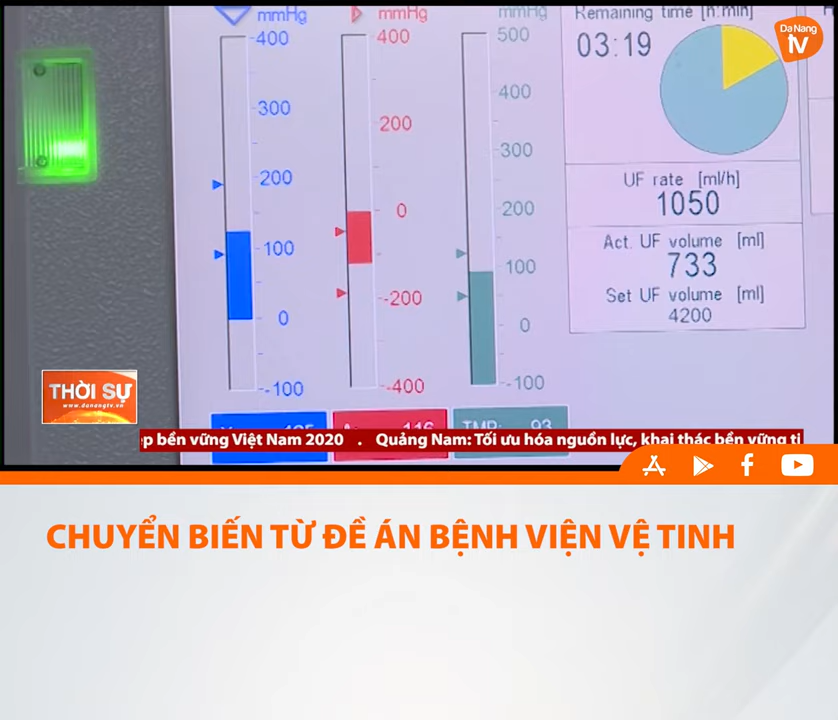 mmHg
mmHg
mmHg
Remaining time [h:min]
03:19
Da Nang
tv
400
300
200
100
0
-100
400
200
0
-200
-400
500
400
300
200
100
0
-100
UF rate [ml/h]
1050
Act. UF volume [ml]
733
Set UF volume [ml]
4200
THỜI SỰ
www.danangtv.vn
bền vững Việt Nam 2020 . Quảng Nam: Tối ưu hóa nguồn lực, khai thác bền vững
CHUYỂN BIẾN TỪ ĐỀ ÁN BỆNH VIỆN VỆ TINH